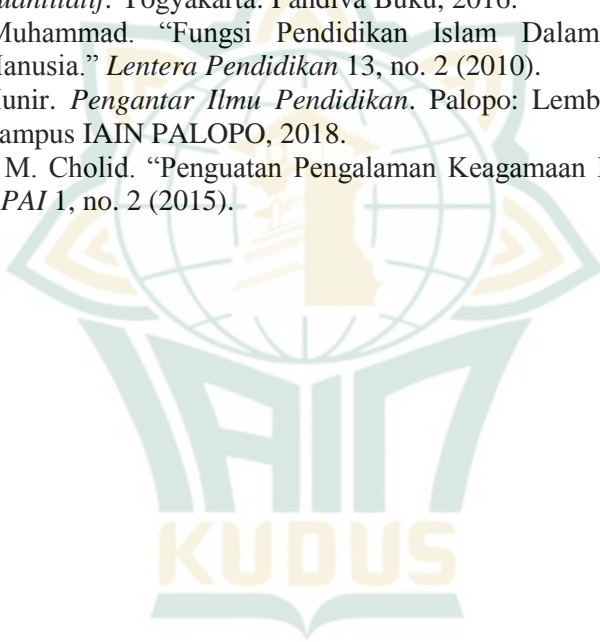 uantitatif. Yogyakarta: Pandiva Buku, 2016.
Muhammad. “Fungsi Pendidikan Islam Dalam
Manusia.” Lentera Pendidikan 13, no. 2 (2010).
Munir. Pengantar Ilmu Pendidikan. Palopo: Lemb
ampus IAIN PALOPO, 2018.
M. Cholid. “Penguatan Pengalaman Keagamaan
PAI 1, no. 2 (2015).
IAIN
KUDUS